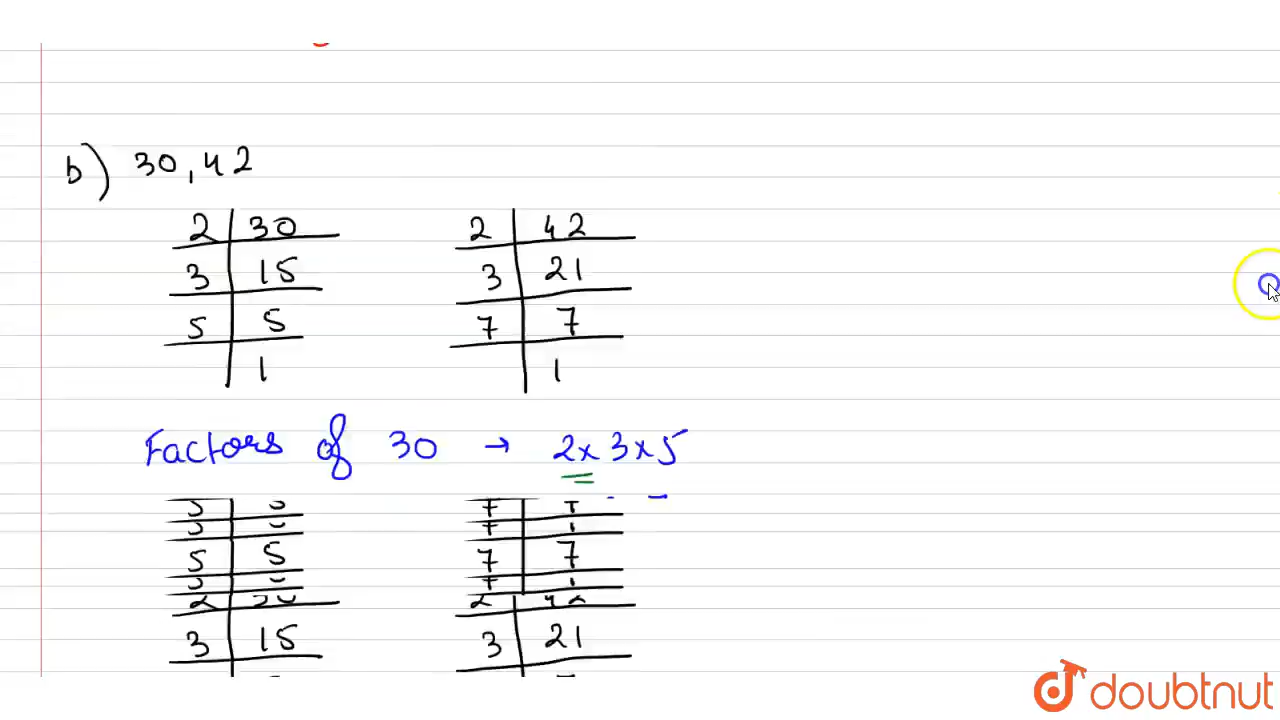 b) 30, 42
2 30 2 42
3 15 3 21
5 5 7 7
1 1
Factors of 30 → 2 x 3 x 5
5 5 7 7
3 15 3 21
doubtnut